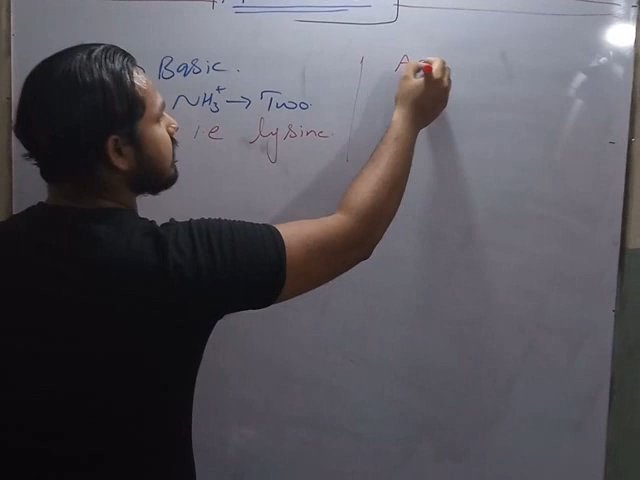 Basic.
NH3+ → Two.
i.e lysine.
A